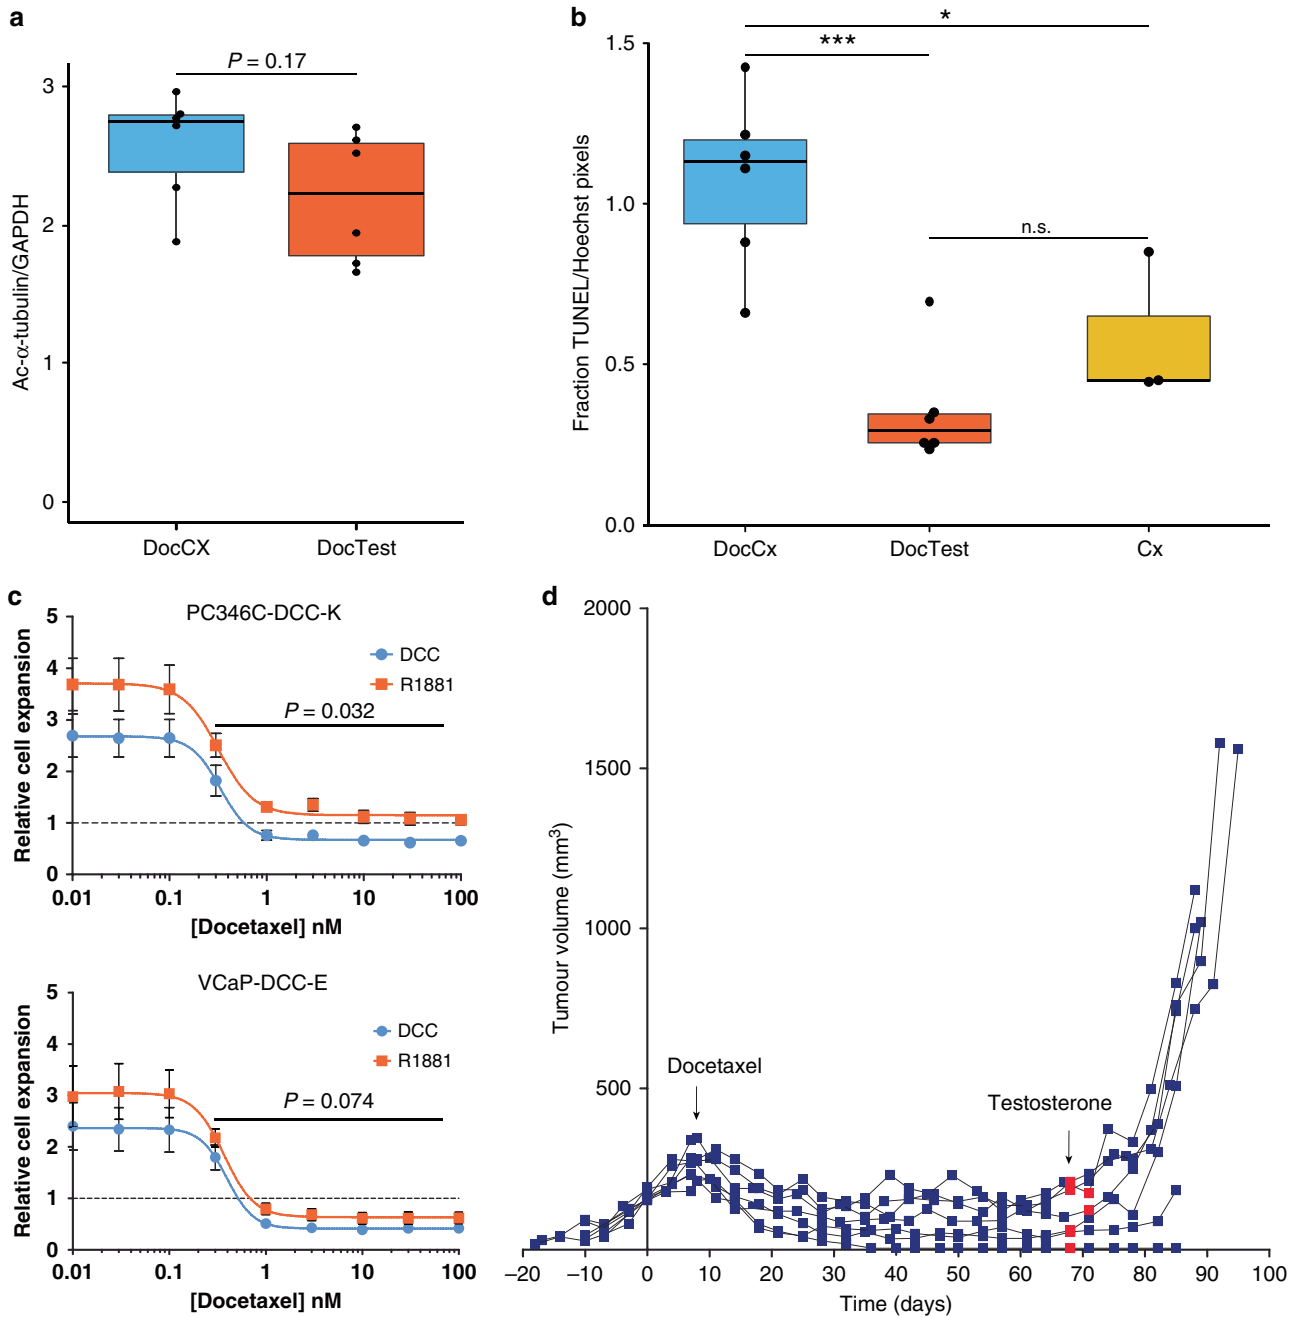 a
P = 0.17
3
2
1
0
Ac-α-tubulin/GAPDH
DocCX
DocTest
b
*
***
n.s.
1.5
1.0
0.5
0.0
Fraction TUNEL/Hoechst pixels
DocCx
DocTest
Cx
c
PC346C-DCC-K
DCC
R1881
P = 0.032
5
4
3
2
1
0
Relative cell expansion
0.01
0.1
1
10
100
[Docetaxel] nM
VCaP-DCC-E
DCC
R1881
P = 0.074
5
4
3
2
1
0
Relative cell expansion
0.01
0.1
1
10
100
[Docetaxel] nM
d
2000
1500
1000
500
Tumour volume (mm³)
Docetaxel
Testosterone
–20
–10
0
10
20
30
40
50
60
70
80
90
100
Time (days)